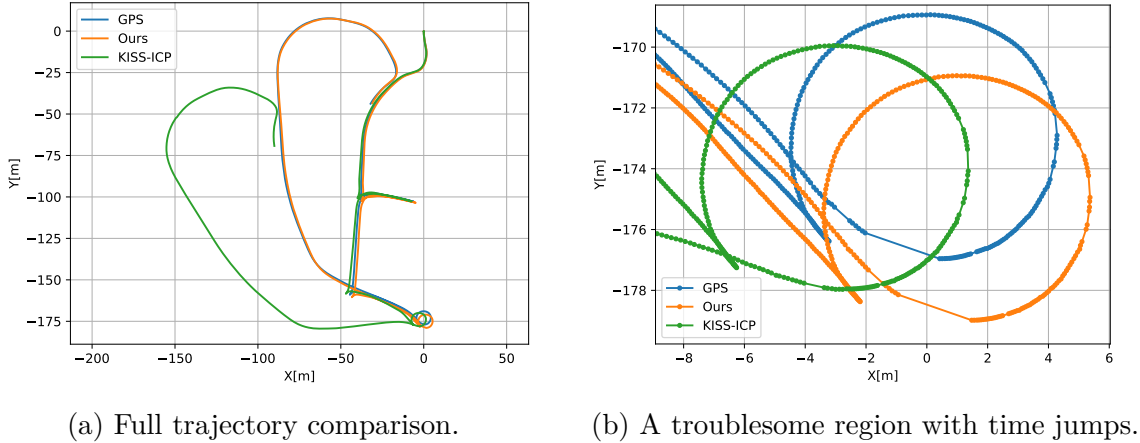 GPS
Ours
KISS-ICP
0
−25
−50
−75
−100
−125
−150
−175
Y[m]
−200
−150
−100
−50
0
50
X[m]
(a) Full trajectory comparison.
−170
−172
−174
−176
−178
Y[m]
GPS
Ours
KISS-ICP
−8
−6
−4
−2
0
2
4
6
X[m]
(b) A troublesome region with time jumps.